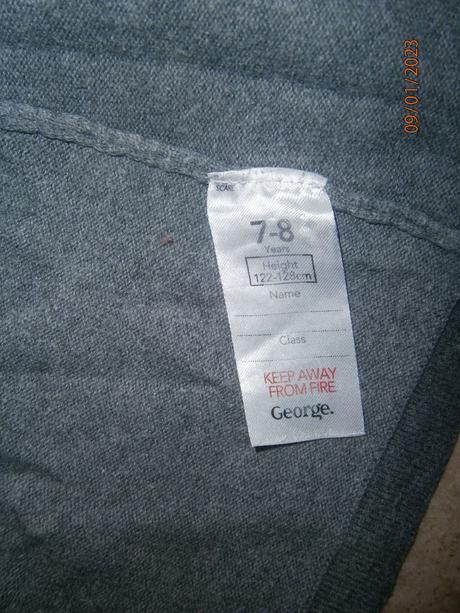 09/01/2023
7-8
Years
Height
122-128cm
Name
Class
KEEP AWAY
FROM FIRE
George.